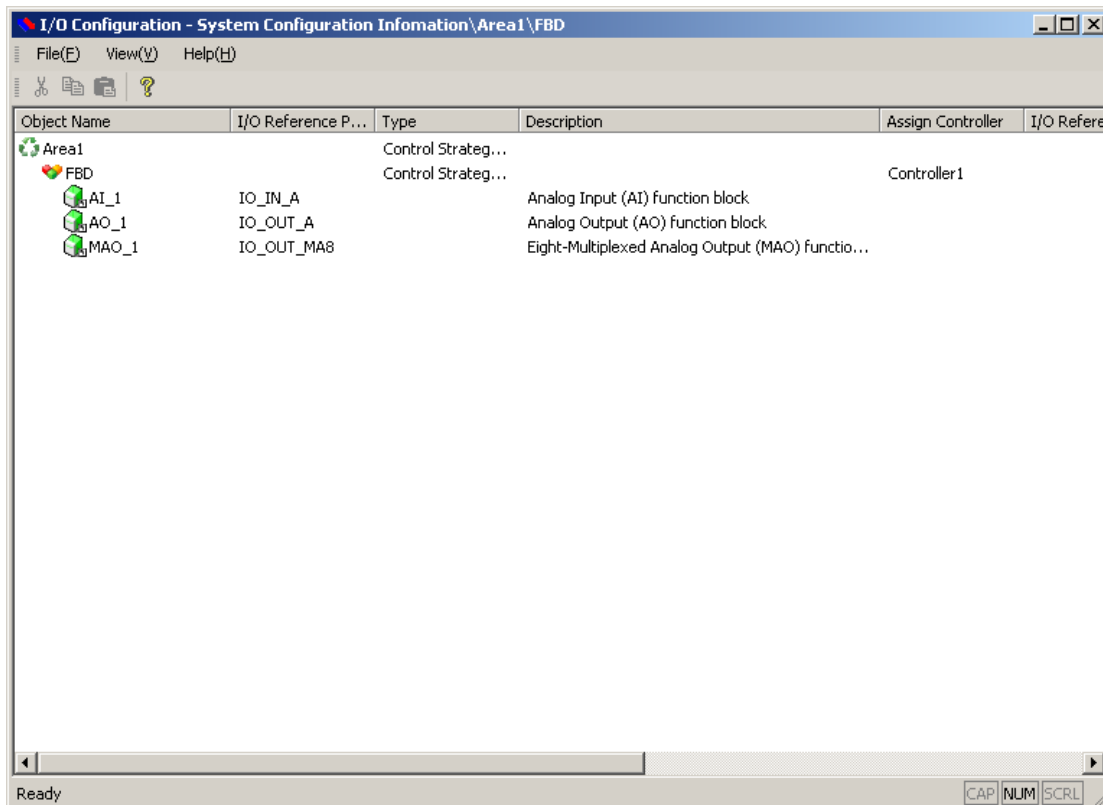 I/O Configuration - System Configuration Infomation\Area1\FBD
File(F) View(V) Help(H)
Object Name I/O Reference P... Type Description Assign Controller I/O Refere
Area1 Control Strateg...
FBD Control Strateg... Controller1
AI_1 IO_IN_A Analog Input (AI) function block
AO_1 IO_OUT_A Analog Output (AO) function block
MAO_1 IO_OUT_MA8 Eight-Multiplexed Analog Output (MAO) functio...
Ready CAP NUM SCRL